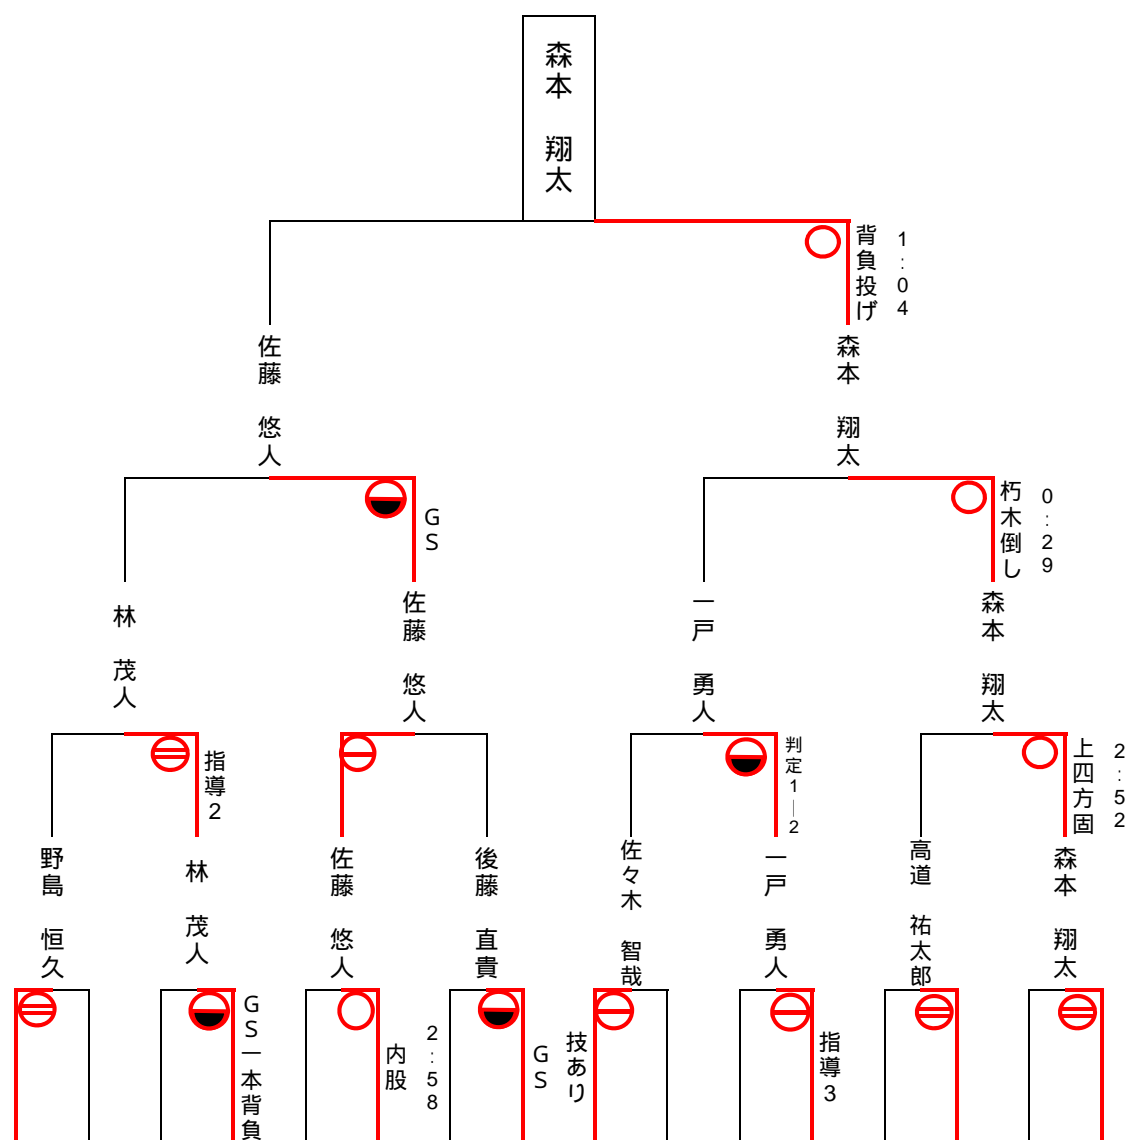 森本 翔太
背負投げ
1:04
佐藤 悠人
森本 翔太
GS
朽木倒し
0:29
林 茂人
佐藤 悠人
一戸 勇人
森本 翔太
指導2
判定1―2
上四方固
2:52
野島 恒久
林 茂人
佐藤 悠人
後藤 直貴
佐々木 智哉
一戸 勇人
高道 祐太郎
森本 翔太
GS一本背負
内股
2:58
GS
技あり
指導3